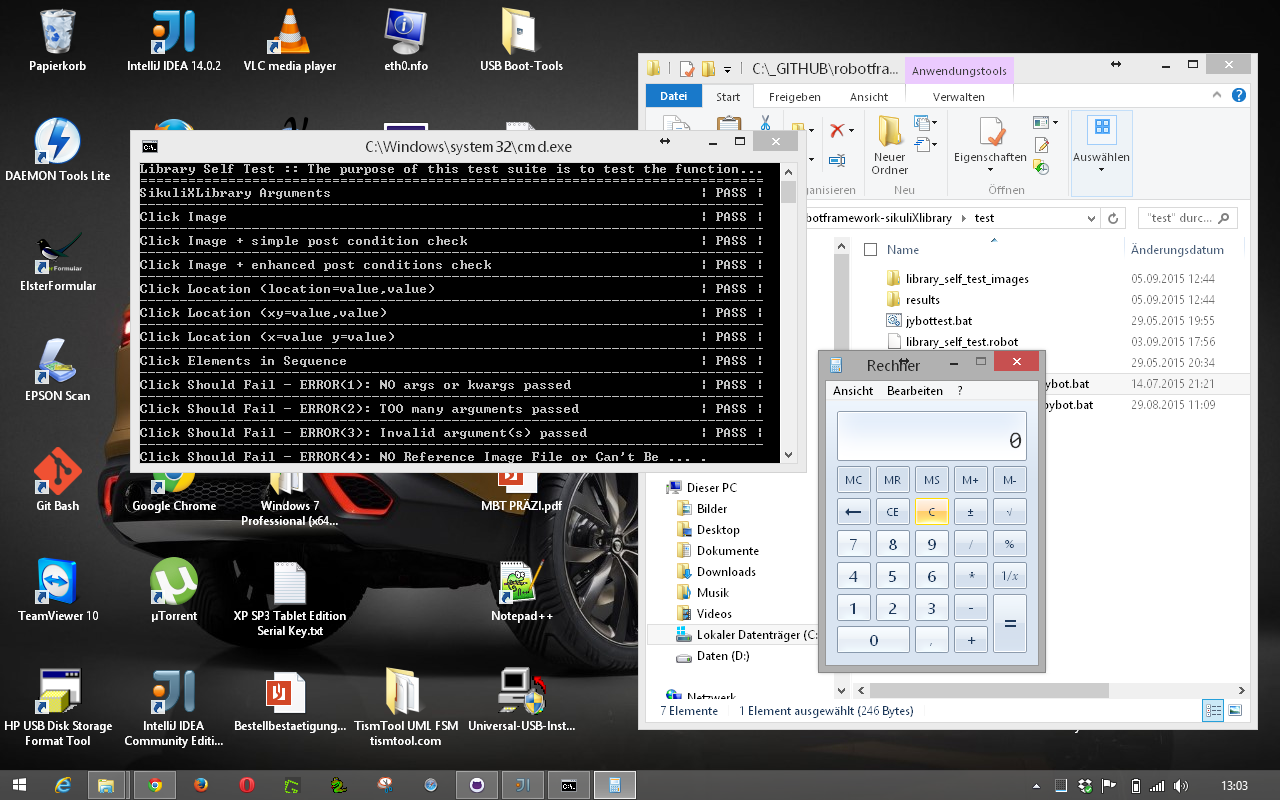 Papierkorb
IntelliJ IDEA 14.0.2
VLC media player
eth0.nfo
USB Boot-Tools
DAEMON Tools Lite
ElsterFormular
EPSON Scan
Git Bash
Google Chrome
Windows 7
Professional (x64...
MBT PRÄZI.pdf
TeamViewer 10
µTorrent
XP SP3 Tablet Edition
Serial Key.txt
Notepad++
HP USB Disk Storage
Format Tool
IntelliJ IDEA
Community Editi...
Bestellbestaetigung...
TismTool UML FSM
tismtool.com
Universal-USB-Inst...
C:\Windows\system32\cmd.exe
Library Self Test :: The purpose of this test suite is to test the function...
SikuliXLibrary Arguments | PASS |
Click Image | PASS |
Click Image + simple post condition check | PASS |
Click Image + enhanced post conditions check | PASS |
Click Location (location=value,value) | PASS |
Click Location (xy=value,value) | PASS |
Click Location (x=value y=value) | PASS |
Click Elements in Sequence | PASS |
Click Should Fail - ERROR(1): NO args or kwargs passed | PASS |
Click Should Fail - ERROR(2): TOO many arguments passed | PASS |
Click Should Fail - ERROR(3): Invalid argument(s) passed | PASS |
Click Should Fail - ERROR(4): NO Reference Image File or Can't Be ... .
C:\_GITHUB\robotfra...
Anwendungstools
Datei
Start
Freigeben
Ansicht
Verwalten
Neuer
Ordner
Eigenschaften
Auswählen
anisieren
Neu
Öffnen
botframework-sikuliXlibrary
test
"test" durc...
Name
Änderungsdatum
library_self_test_images 05.09.2015 12:44
results 05.09.2015 12:44
jybottest.bat 29.05.2015 19:55
library_self_test.robot 03.09.2015 17:56
29.05.2015 20:34
ybot.bat 14.07.2015 21:21
pybot.bat 29.08.2015 11:09
Dieser PC
Bilder
Desktop
Dokumente
Downloads
Musik
Videos
Lokaler Datenträger (C:
Daten (D:)
Netzwerk
7 Elemente
1 Element ausgewählt (246 Bytes)
Rechner
Ansicht Bearbeiten ?
0
MC MR MS M+ M-
← CE C ± √
7 8 9 / %
4 5 6 * 1/x
1 2 3 - =
0 , +
13:03